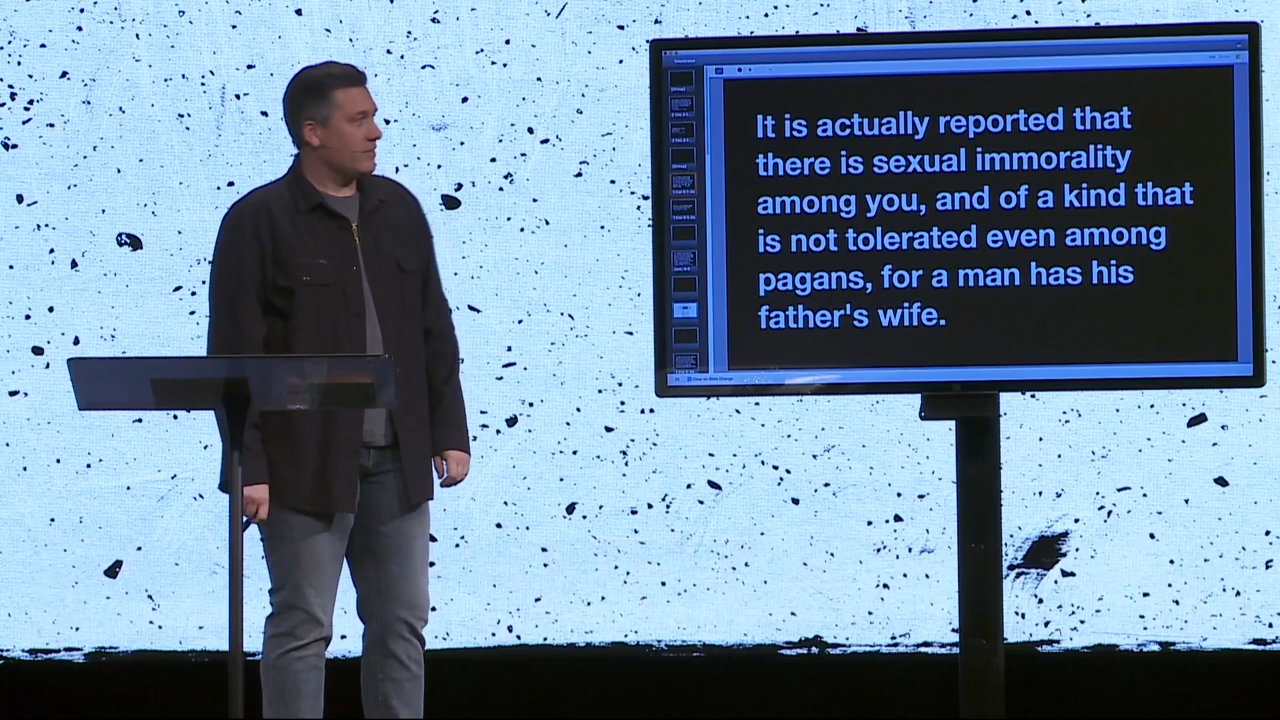 It is actually reported that
there is sexual immorality
among you, and of a kind that
is not tolerated even among
pagans, for a man has his
father's wife.